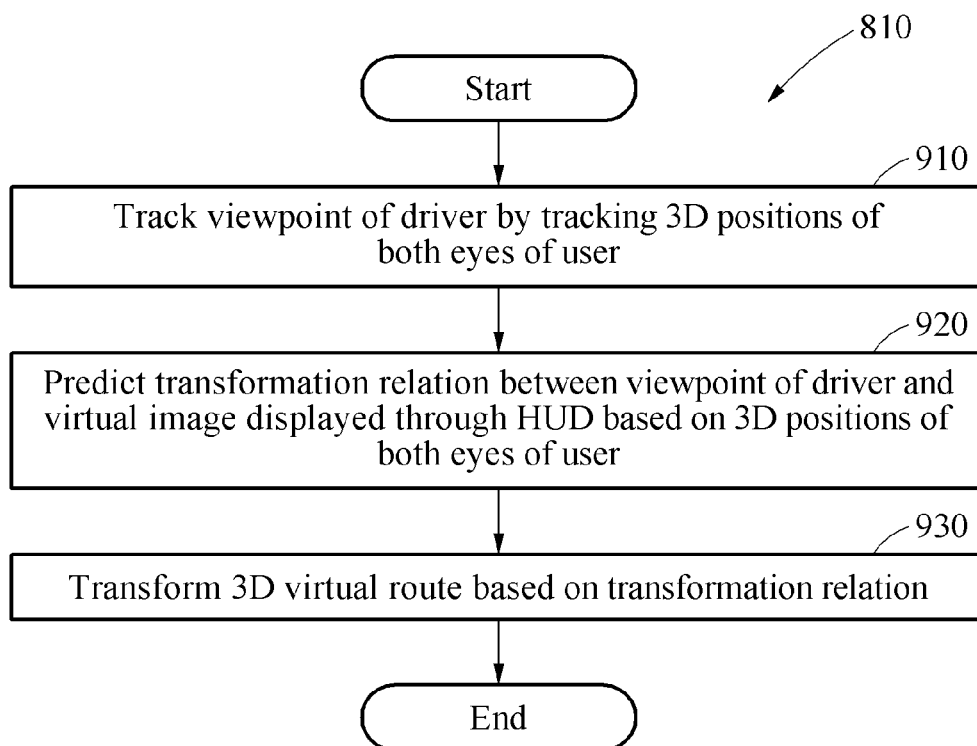 810
Start
910
Track viewpoint of driver by tracking 3D positions of
both eyes of user
920
Predict transformation relation between viewpoint of driver and
virtual image displayed through HUD based on 3D positions of
both eyes of user
930
Transform 3D virtual route based on transformation relation
End